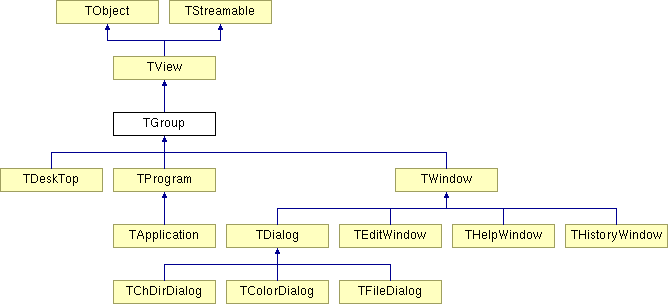 TObject
TStreamable
TView
TGroup
TDeskTop
TProgram
TWindow
TApplication
TDialog
TEditWindow
THelpWindow
THistoryWindow
TChDirDialog
TColorDialog
TFileDialog